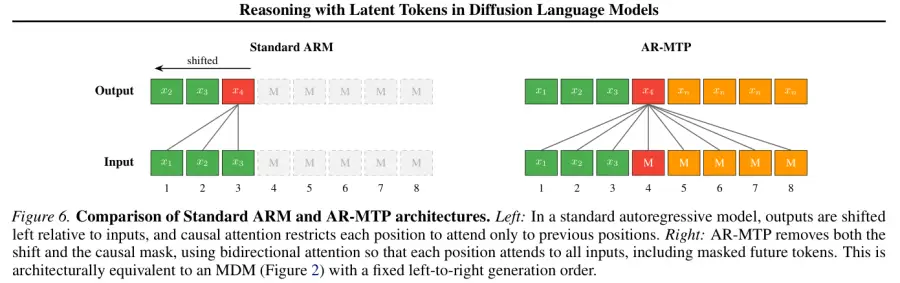 Reasoning with Latent Tokens in Diffusion Language Models
Standard ARM
AR-MTP
shifted
Output
x₂ x₃ x₄ M M M M M
x₁ x₂ x₃ x₄ xₙ xₙ xₙ xₙ
Input
x₁ x₂ x₃ M M M M M
x₁ x₂ x₃ M M M M M
1 2 3 4 5 6 7 8
1 2 3 4 5 6 7 8
Figure 6. Comparison of Standard ARM and AR-MTP architectures. Left: In a standard autoregressive model, outputs are shifted
left relative to inputs, and causal attention restricts each position to attend only to previous positions. Right: AR-MTP removes both the
shift and the causal mask, using bidirectional attention so that each position attends to all inputs, including masked future tokens. This is
architecturally equivalent to an MDM (Figure 2) with a fixed left-to-right generation order.